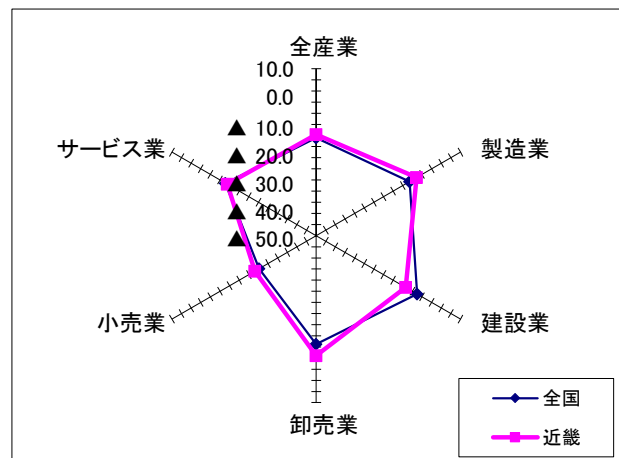 全産業
10.0
0.0
▲ 10.0
▲ 20.0
▲ 30.0
▲ 40.0
▲ 50.0
サービス業
製造業
小売業
建設業
卸売業
全国
近畿